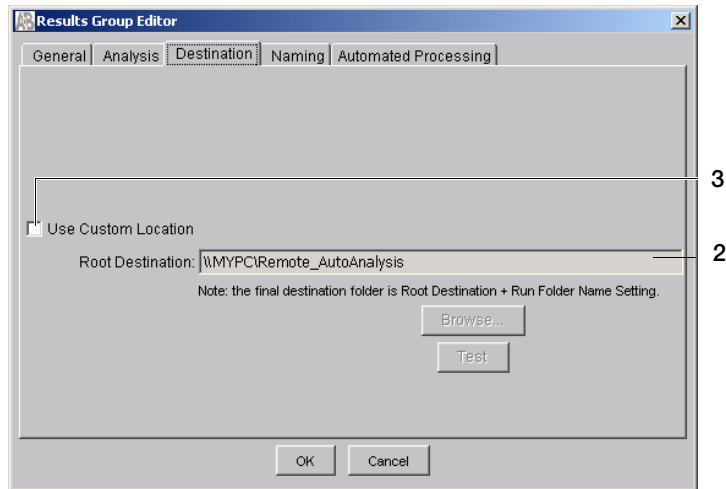 AB Results Group Editor
General Analysis Destination Naming Automated Processing
3
Use Custom Location
2
Root Destination: \\MYPC\Remote_AutoAnalysis
Note: the final destination folder is Root Destination + Run Folder Name Setting.
Browse...
Test
OK Cancel